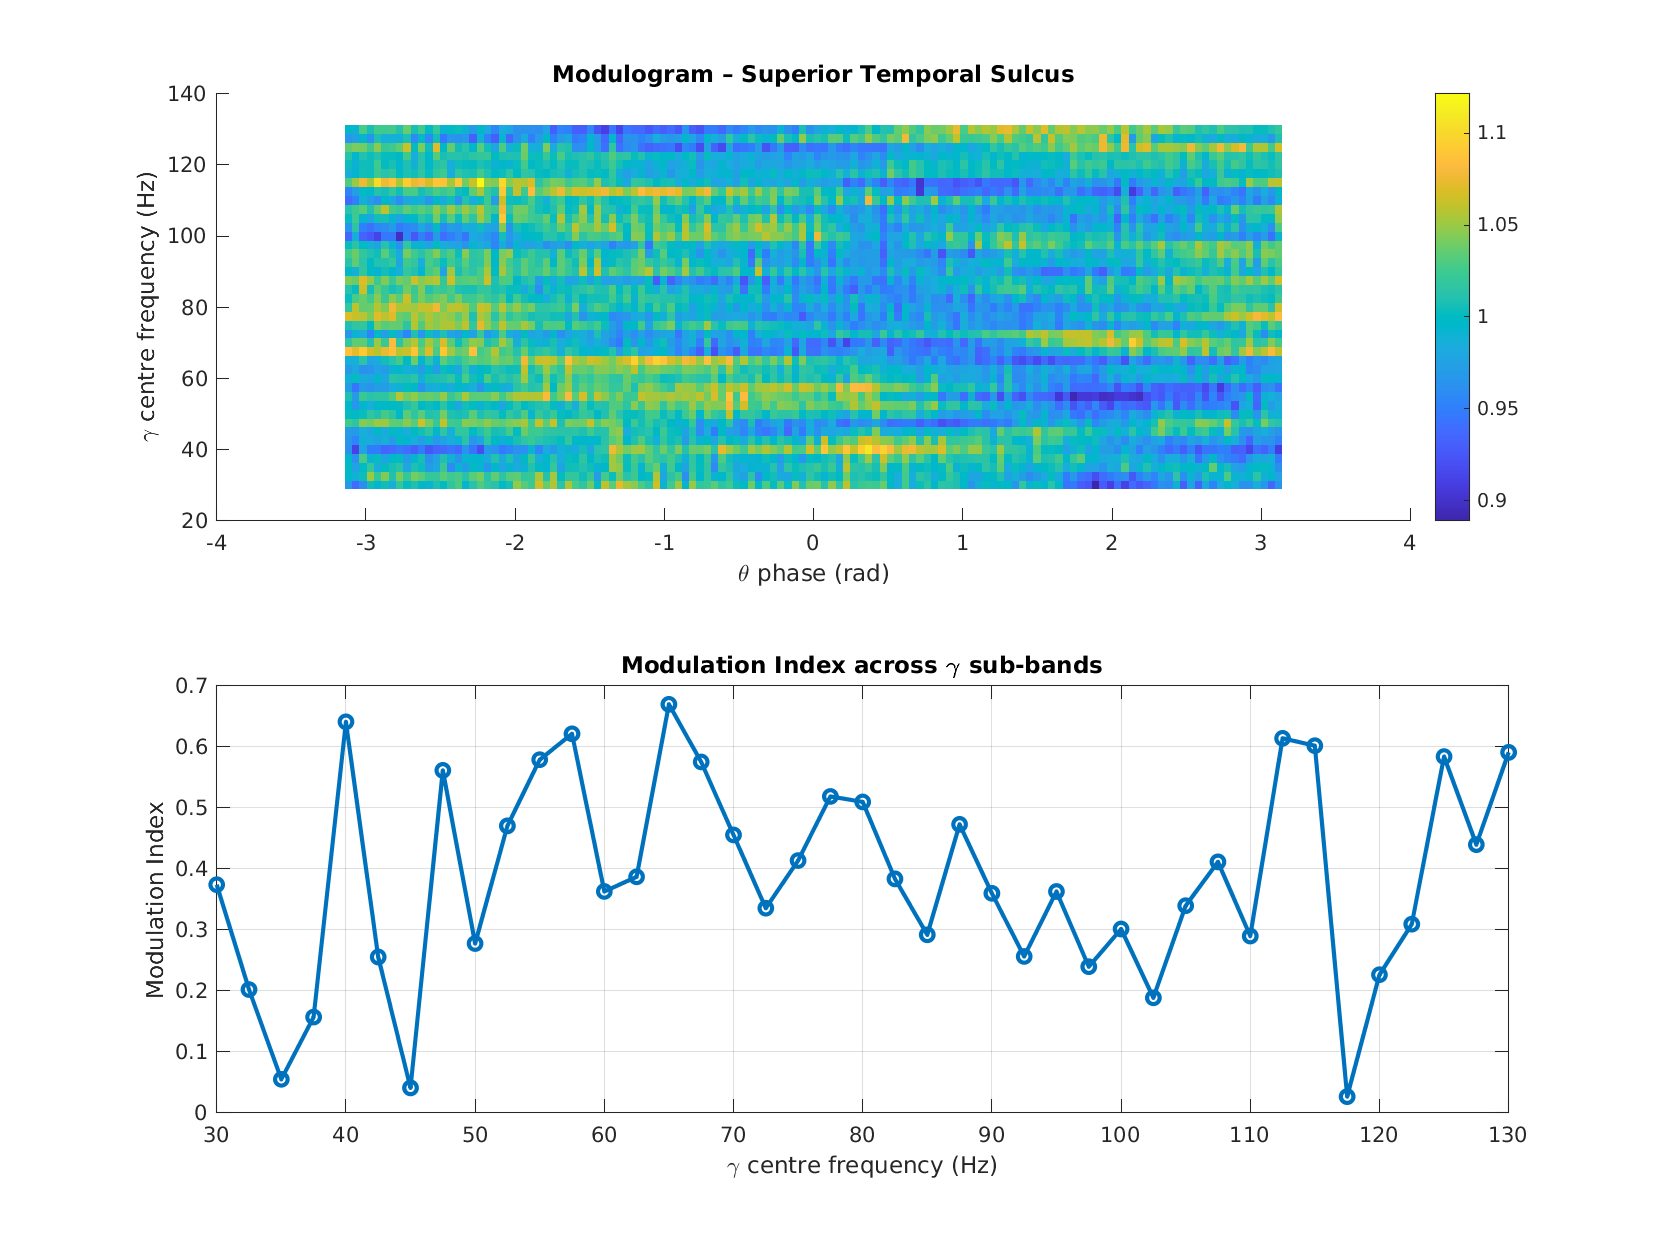 Modulogram – Superior Temporal Sulcus
140
120
100
80
60
40
20
γ centre frequency (Hz)
-4 -3 -2 -1 0 1 2 3 4
θ phase (rad)
1.1
1.05
1
0.95
0.9
Modulation Index across γ sub-bands
0.7
0.6
0.5
0.4
0.3
0.2
0.1
0
Modulation Index
30 40 50 60 70 80 90 100 110 120 130
γ centre frequency (Hz)